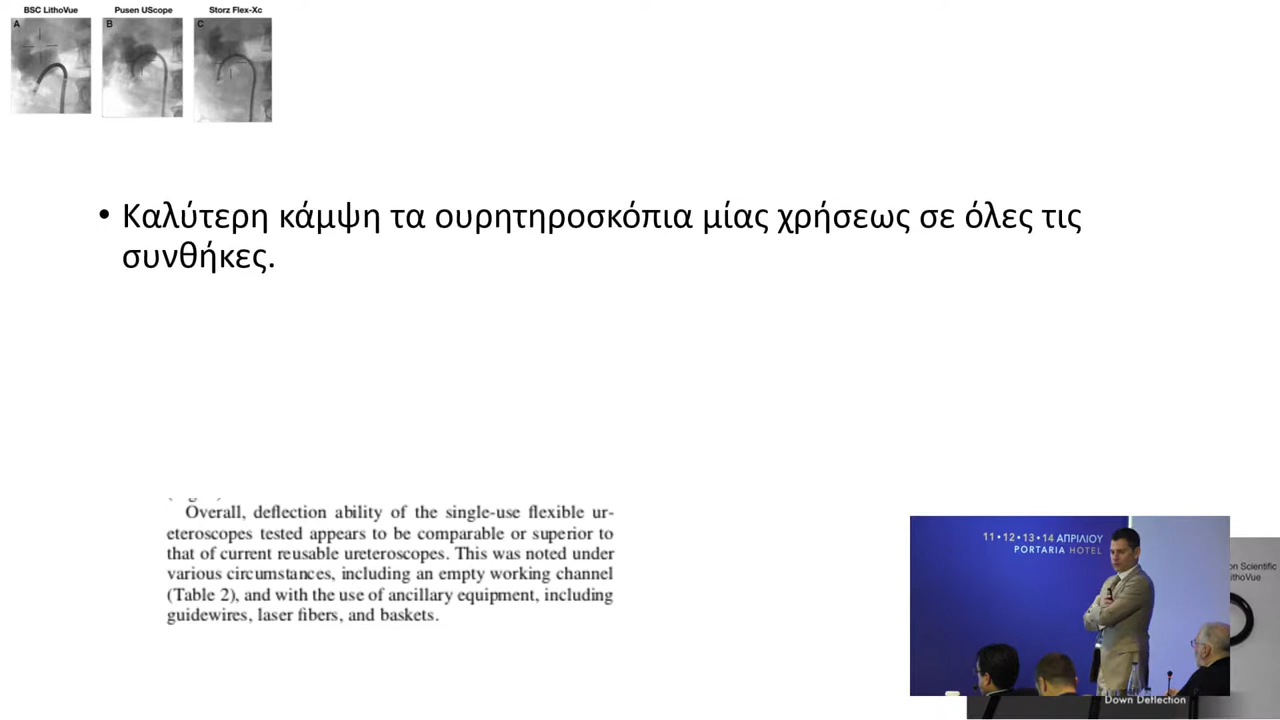 BSC LithoVue
Pusen UScope
Storz Flex-Xc
A
B
C
• Καλύτερη κάμψη τα ουρητηροσκόπια μίας χρήσεως σε όλες τις
συνθήκες.
Overall, deflection ability of the single-use flexible ur-
eteroscopes tested appears to be comparable or superior to
that of current reusable ureteroscopes. This was noted under
various circumstances, including an empty working channel
(Table 2), and with the use of ancillary equipment, including
guidewires, laser fibers, and baskets.
11•12•13•14 ΑΠΡΙΛΙΟΥ
PORTARIA HOTEL
Scientific
Down Deflection